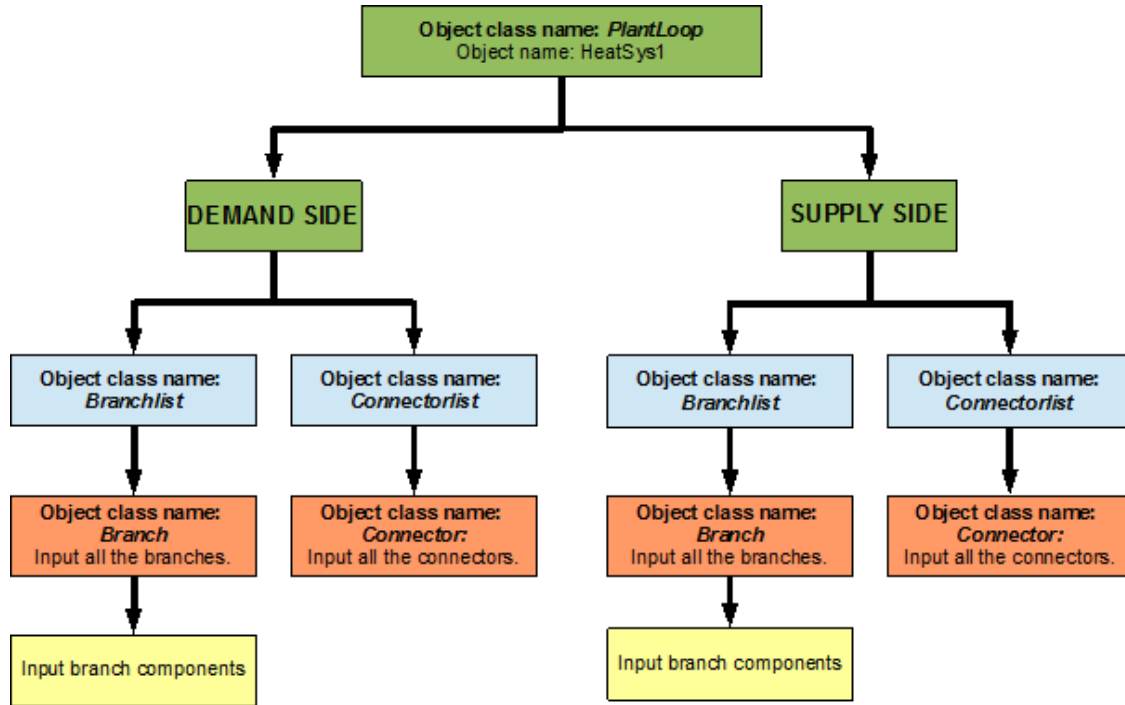 Object class name: PlantLoop
Object name: HeatSys1
DEMAND SIDE
SUPPLY SIDE
Object class name:
Branchlist
Object class name:
Connectorlist
Object class name:
Branchlist
Object class name:
Connectorlist
Object class name:
Branch
Input all the branches.
Object class name:
Connector:
Input all the connectors.
Object class name:
Branch
Input all the branches.
Object class name:
Connector:
Input all the connectors.
Input branch components
Input branch components